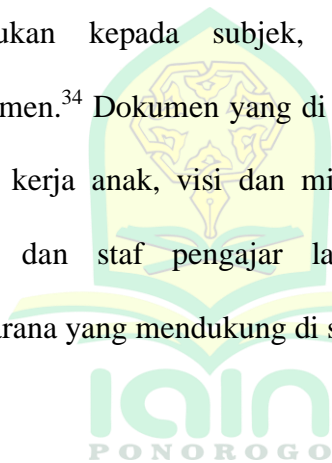 ukan kepada subjek,
men.³⁴ Dokumen yang di
kerja anak, visi dan mi
dan staf pengajar la
arana yang mendukung di s
iain
PONOROGO